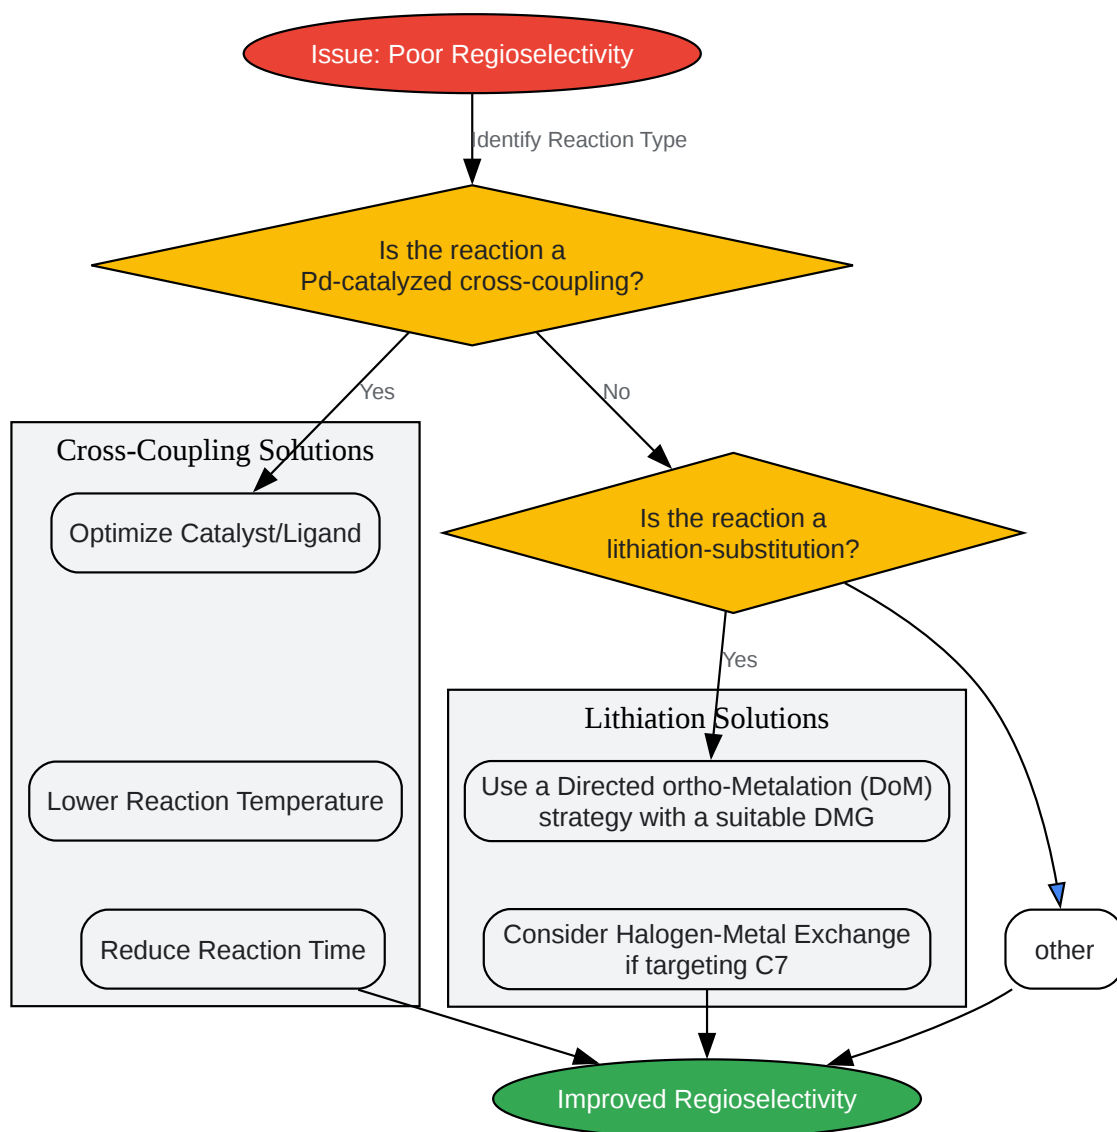 Issue: Poor Regioselectivity
Identify Reaction Type
Is the reaction a
Pd-catalyzed cross-coupling?
Yes
No
Cross-Coupling Solutions
Optimize Catalyst/Ligand
Is the reaction a
lithiation-substitution?
Yes
Lithiation Solutions
Lower Reaction Temperature
Use a Directed ortho-Metalation (DoM)
strategy with a suitable DMG
Reduce Reaction Time
Consider Halogen-Metal Exchange
if targeting C7
other
Improved Regioselectivity